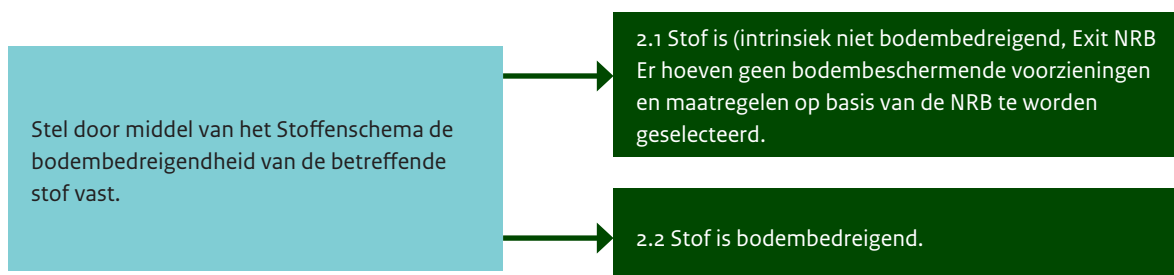 Stel door middel van het Stoffenschema de
bodembedreigendheid van de betreffende
stof vast.
2.1 Stof is (intrinsiek niet bodembedreigend, Exit NRB
Er hoeven geen bodembeschermende voorzieningen
en maatregelen op basis van de NRB te worden
geselecteerd.
2.2 Stof is bodembedreigend.